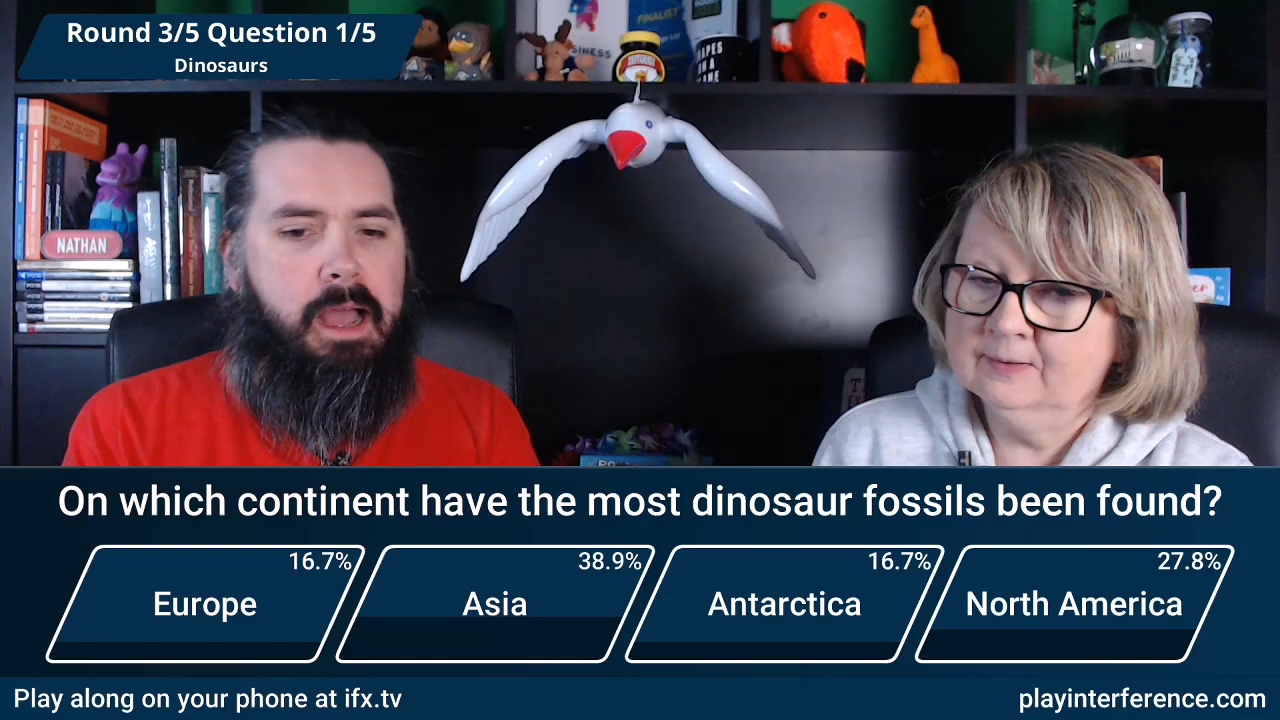 Round 3/5 Question 1/5
Dinosaurs
FINALIST
NATHAN
On which continent have the most dinosaur fossils been found?
16.7%
Europe
38.9%
Asia
16.7%
Antarctica
27.8%
North America
Play along on your phone at ifx.tv
playinterference.com